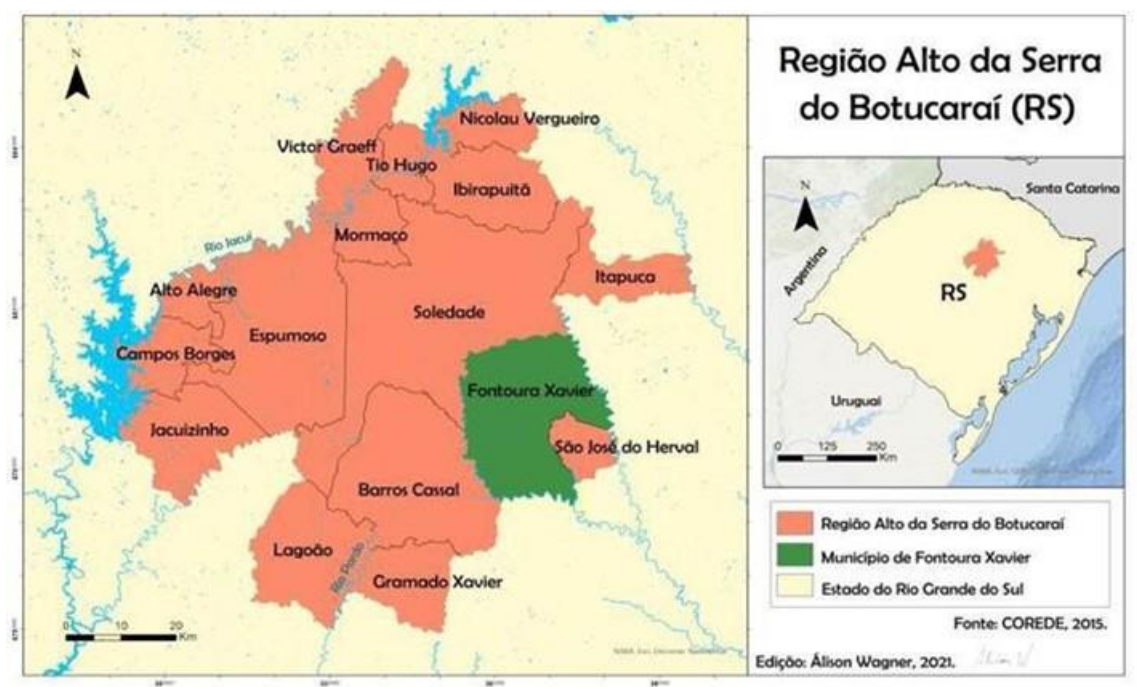 N
Nicolau Vergueiro
Victor Graeff
Tio Hugo
Ibirapuitã
Mormaço
Rio Jacuí
Itapuca
Alto Alegre
Soledade
Espumoso
Campos Borges
Fontoura Xavier
Jacuizinho
São José do Herval
Barros Cassal
Lagoão
Rio Pardo
Gramado Xavier
0 10 20
Km
Região Alto da Serra
do Botucaraí (RS)
N
Santa Catarina
Argentina
RS
Uruguai
0 125 250
Km
Região Alto da Serra do Botucaraí
Município de Fontoura Xavier
Estado do Rio Grande do Sul
Fonte: COREDE, 2015.
Edição: Álison Wagner, 2021.